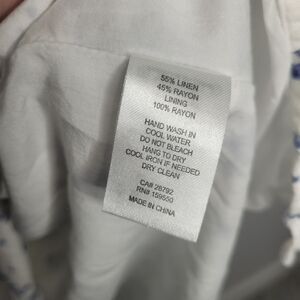 55% LINEN
45% RAYON
LINING
100% RAYON
HAND WASH IN
COOL WATER
DO NOT BLEACH
HANG TO DRY
COOL IRON IF NEEDED
DRY CLEAN
CA# 28792
RN# 159550
MADE IN CHINA